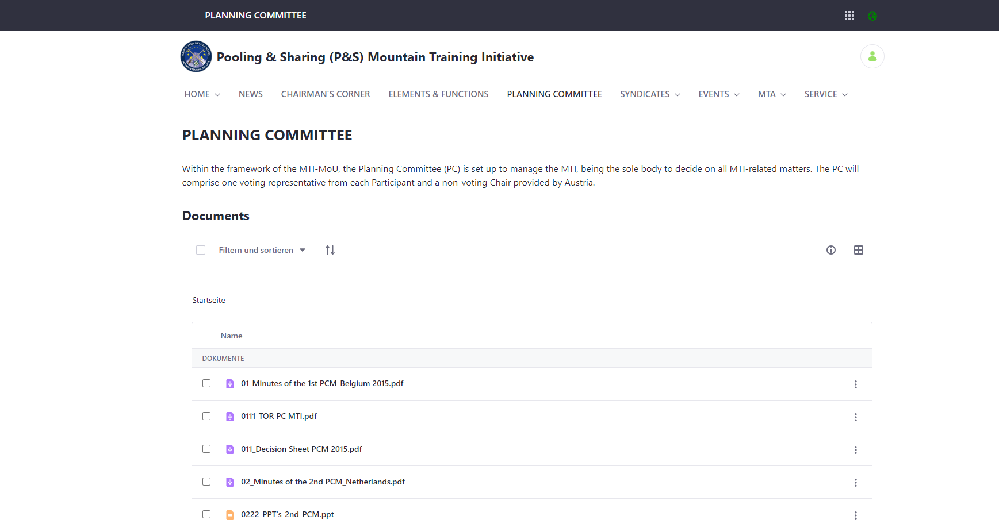 PLANNING COMMITTEE
Pooling & Sharing (P&S) Mountain Training Initiative
HOME NEWS CHAIRMAN´S CORNER ELEMENTS & FUNCTIONS PLANNING COMMITTEE SYNDICATES EVENTS MTA SERVICE
PLANNING COMMITTEE
Within the framework of the MTI-MoU, the Planning Committee (PC) is set up to manage the MTI, being the sole body to decide on all MTI-related matters. The PC will
comprise one voting representative from each Participant and a non-voting Chair provided by Austria.
Documents
Filtern und sortieren
Startseite
Name
DOKUMENTE
01_Minutes of the 1st PCM_Belgium 2015.pdf
0111_TOR PC MTI.pdf
011_Decision Sheet PCM 2015.pdf
02_Minutes of the 2nd PCM_Netherlands.pdf
0222_PPT's_2nd_PCM.ppt